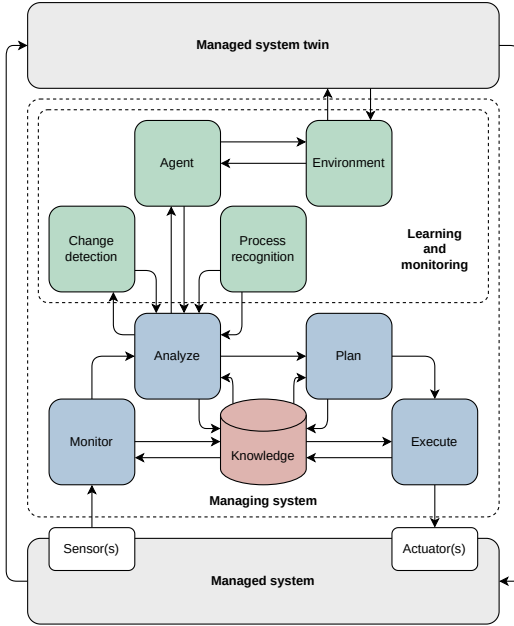 Managed system twin
Agent
Environment
Change
detection
Process
recognition
Learning
and
monitoring
Analyze
Plan
Monitor
Knowledge
Execute
Managing system
Sensor(s)
Actuator(s)
Managed system